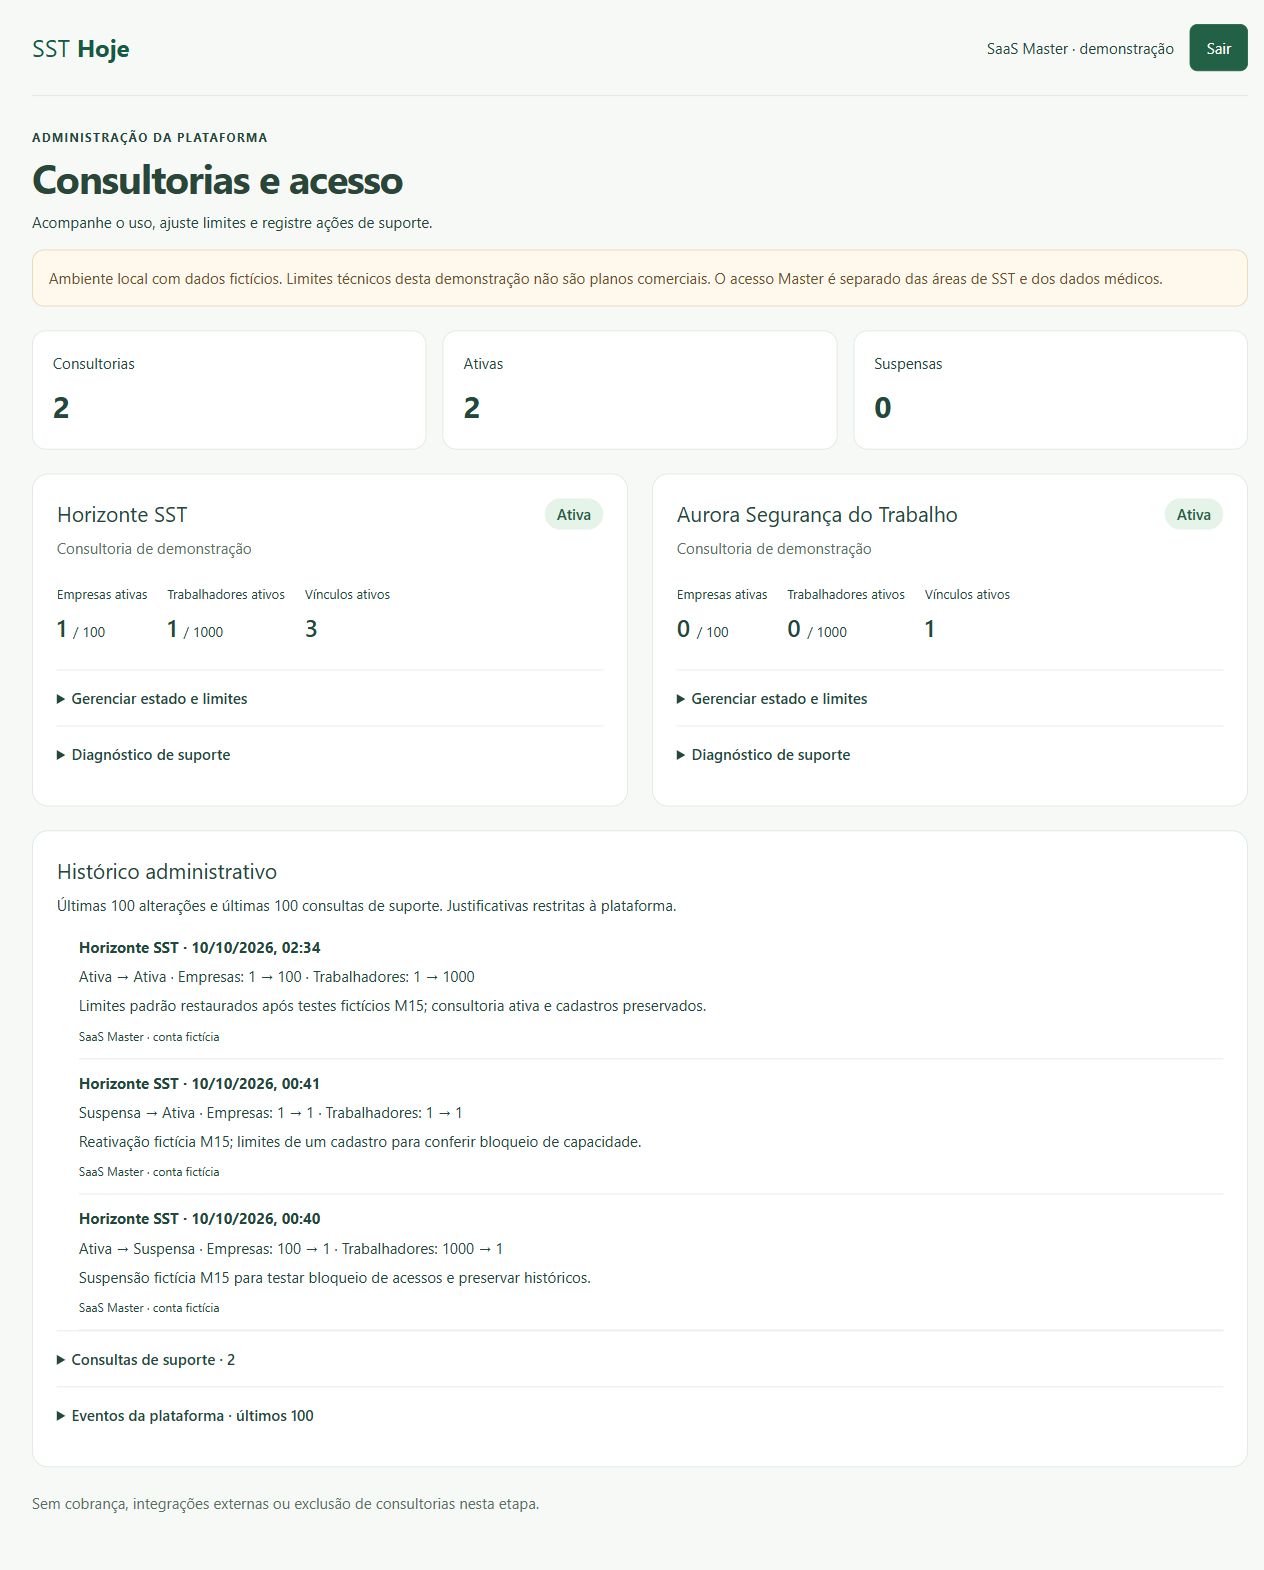 SST Hoje
SaaS Master · demonstração
Sair
ADMINISTRAÇÃO DA PLATAFORMA
Consultorias e acesso
Acompanhe o uso, ajuste limites e registre ações de suporte.
Ambiente local com dados fictícios. Limites técnicos desta demonstração não são planos comerciais. O acesso Master é separado das áreas de SST e dos dados médicos.
Consultorias
2
Ativas
2
Suspensas
0
Horizonte SST
Ativa
Consultoria de demonstração
Empresas ativas
1 / 100
Trabalhadores ativos
1 / 1000
Vínculos ativos
3
Gerenciar estado e limites
Diagnóstico de suporte
Aurora Segurança do Trabalho
Ativa
Consultoria de demonstração
Empresas ativas
0 / 100
Trabalhadores ativos
0 / 1000
Vínculos ativos
1
Gerenciar estado e limites
Diagnóstico de suporte
Histórico administrativo
Últimas 100 alterações e últimas 100 consultas de suporte. Justificativas restritas à plataforma.
Horizonte SST · 10/10/2026, 02:34
Ativa → Ativa · Empresas: 1 → 100 · Trabalhadores: 1 → 1000
Limites padrão restaurados após testes fictícios M15; consultoria ativa e cadastros preservados.
SaaS Master · conta fictícia
Horizonte SST · 10/10/2026, 00:41
Suspensa → Ativa · Empresas: 1 → 1 · Trabalhadores: 1 → 1
Reativação fictícia M15; limites de um cadastro para conferir bloqueio de capacidade.
SaaS Master · conta fictícia
Horizonte SST · 10/10/2026, 00:40
Ativa → Suspensa · Empresas: 100 → 1 · Trabalhadores: 1000 → 1
Suspensão fictícia M15 para testar bloqueio de acessos e preservar históricos.
SaaS Master · conta fictícia
Consultas de suporte · 2
Eventos da plataforma · últimos 100
Sem cobrança, integrações externas ou exclusão de consultorias nesta etapa.